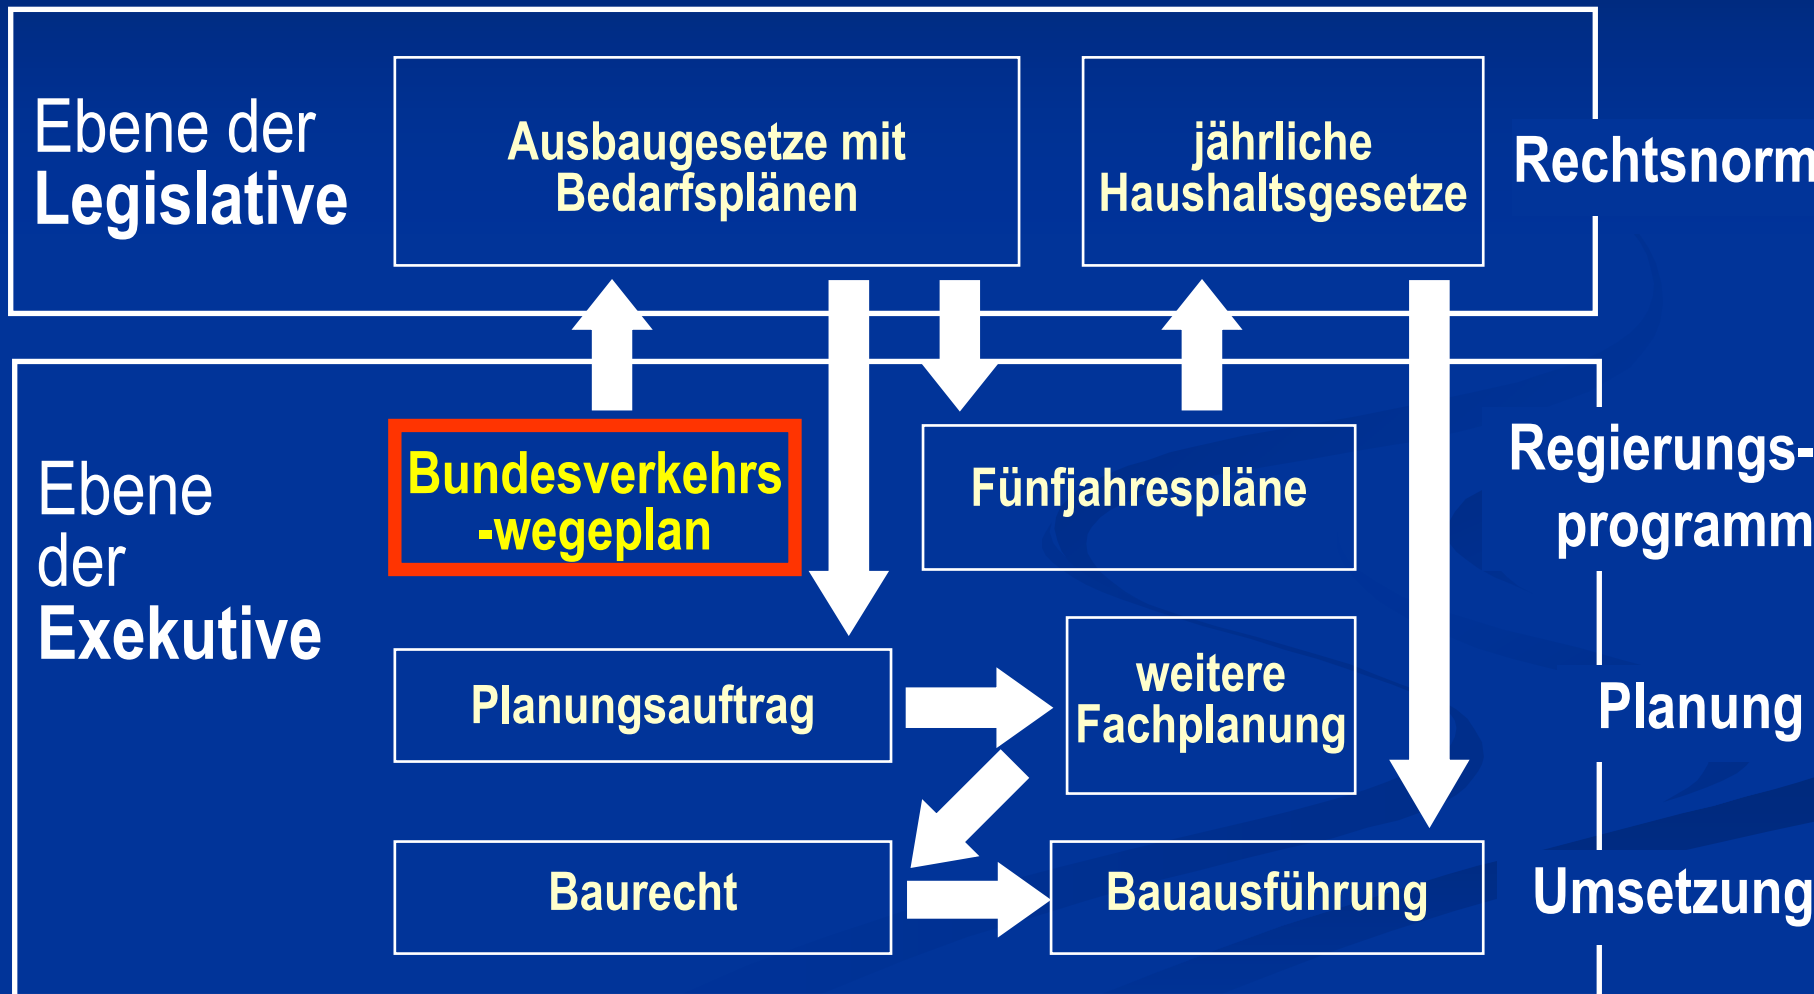 Ebene der
Legislative
Ausbaugesetze mit
Bedarfsplänen
jährliche
Haushaltsgesetze
Rechtsnorm
Ebene
der
Exekutive
Bundesverkehrs
-wegeplan
Fünfjahrespläne
Regierungs-
programm
Planungsauftrag
weitere
Fachplanung
Planung
Baurecht
Bauausführung
Umsetzung